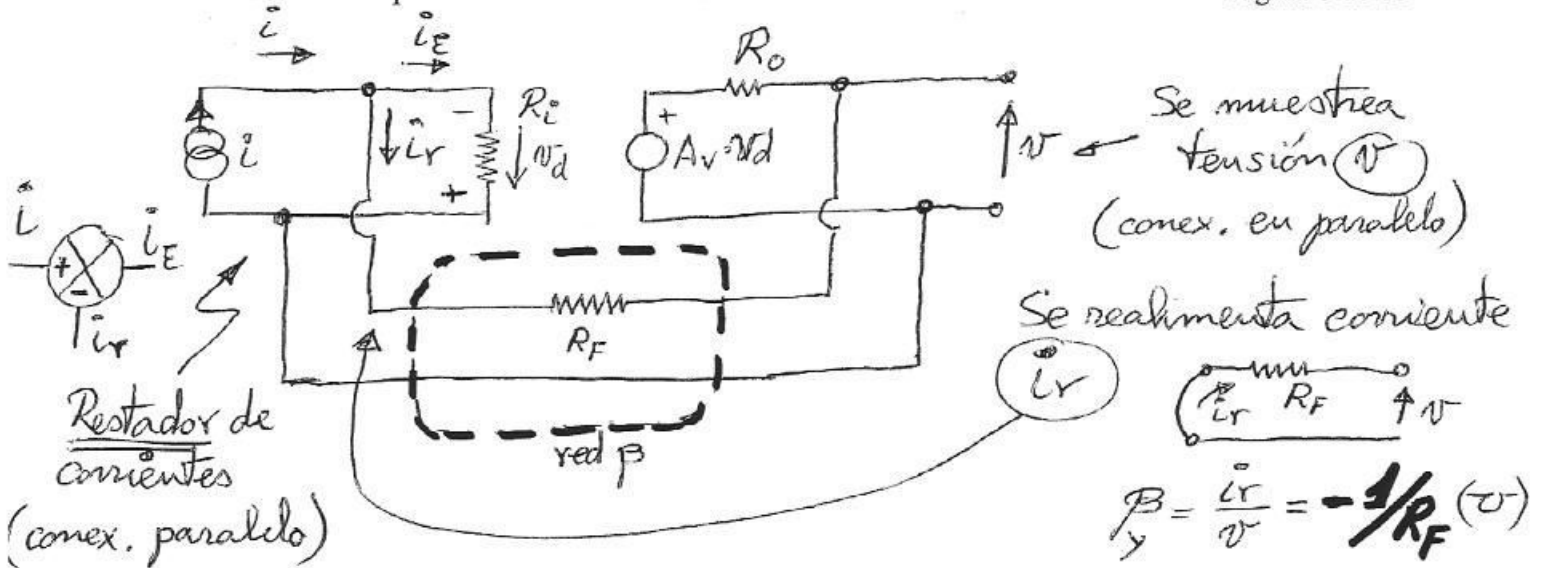 i
i_E
R_o
i
i_r
-
R_i
v_d
+
+
A_v·v_d
v
Se muestrea
tensión v
(conex. en paralelo)
i
+
-
i_E
i_r
Restador de
corrientes
(conex. paralelo)
R_F
red β
Se realimenta corriente
i_r
i_r
R_F
v
β_y = i_r/v = -1/R_F (℧)